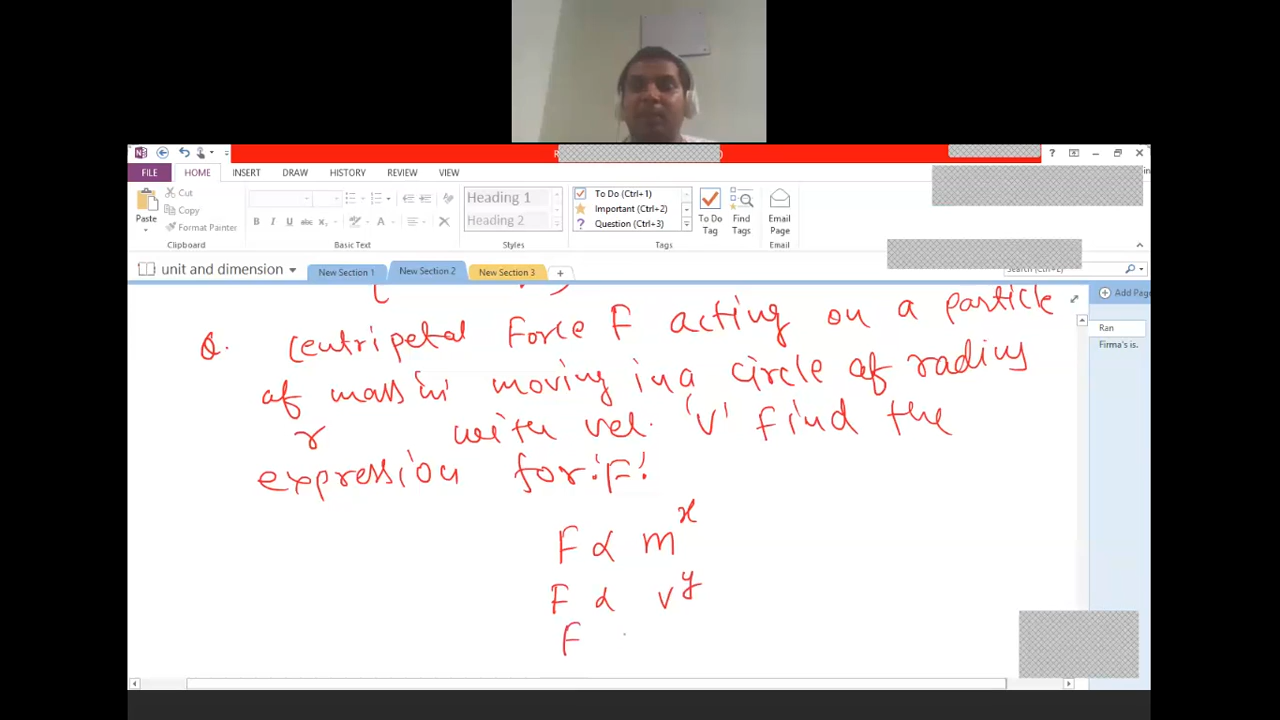 FILE HOME INSERT DRAW HISTORY REVIEW VIEW
Paste Cut Copy Format Painter Clipboard
B I U abc Basic Text
Heading 1
Heading 2
Styles
To Do (Ctrl+1)
Important (Ctrl+2)
Question (Ctrl+3)
Tags
To Do Tag
Find Tags
Email Page
Email
unit and dimension New Section 1 New Section 2 New Section 3
Add Page
Ran
Firma's is.
Q. Centripetal Force F acting on a particle
of mass 'm' moving in a circle of radius
r with vel. 'v' find the
expression for 'F'
F ∝ m^x
F ∝ v^y
F